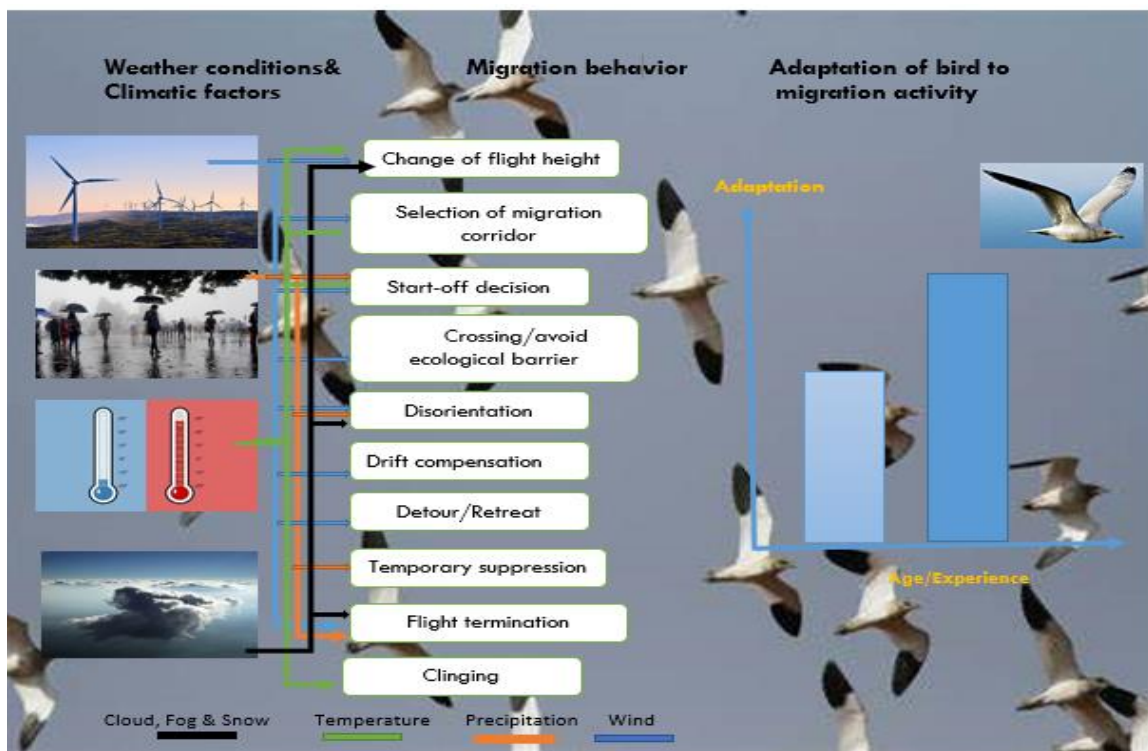 Weather conditions&
Climatic factors
Migration behavior
Adaptation of bird to
migration activity
Change of flight height
Selection of migration
corridor
Start-off decision
Crossing/avoid
ecological barrier
Disorientation
Drift compensation
Detour/Retreat
Temporary suppression
Flight termination
Clinging
Adaptation
Age/Experience
Cloud, Fog & Snow
Temperature
Precipitation
Wind